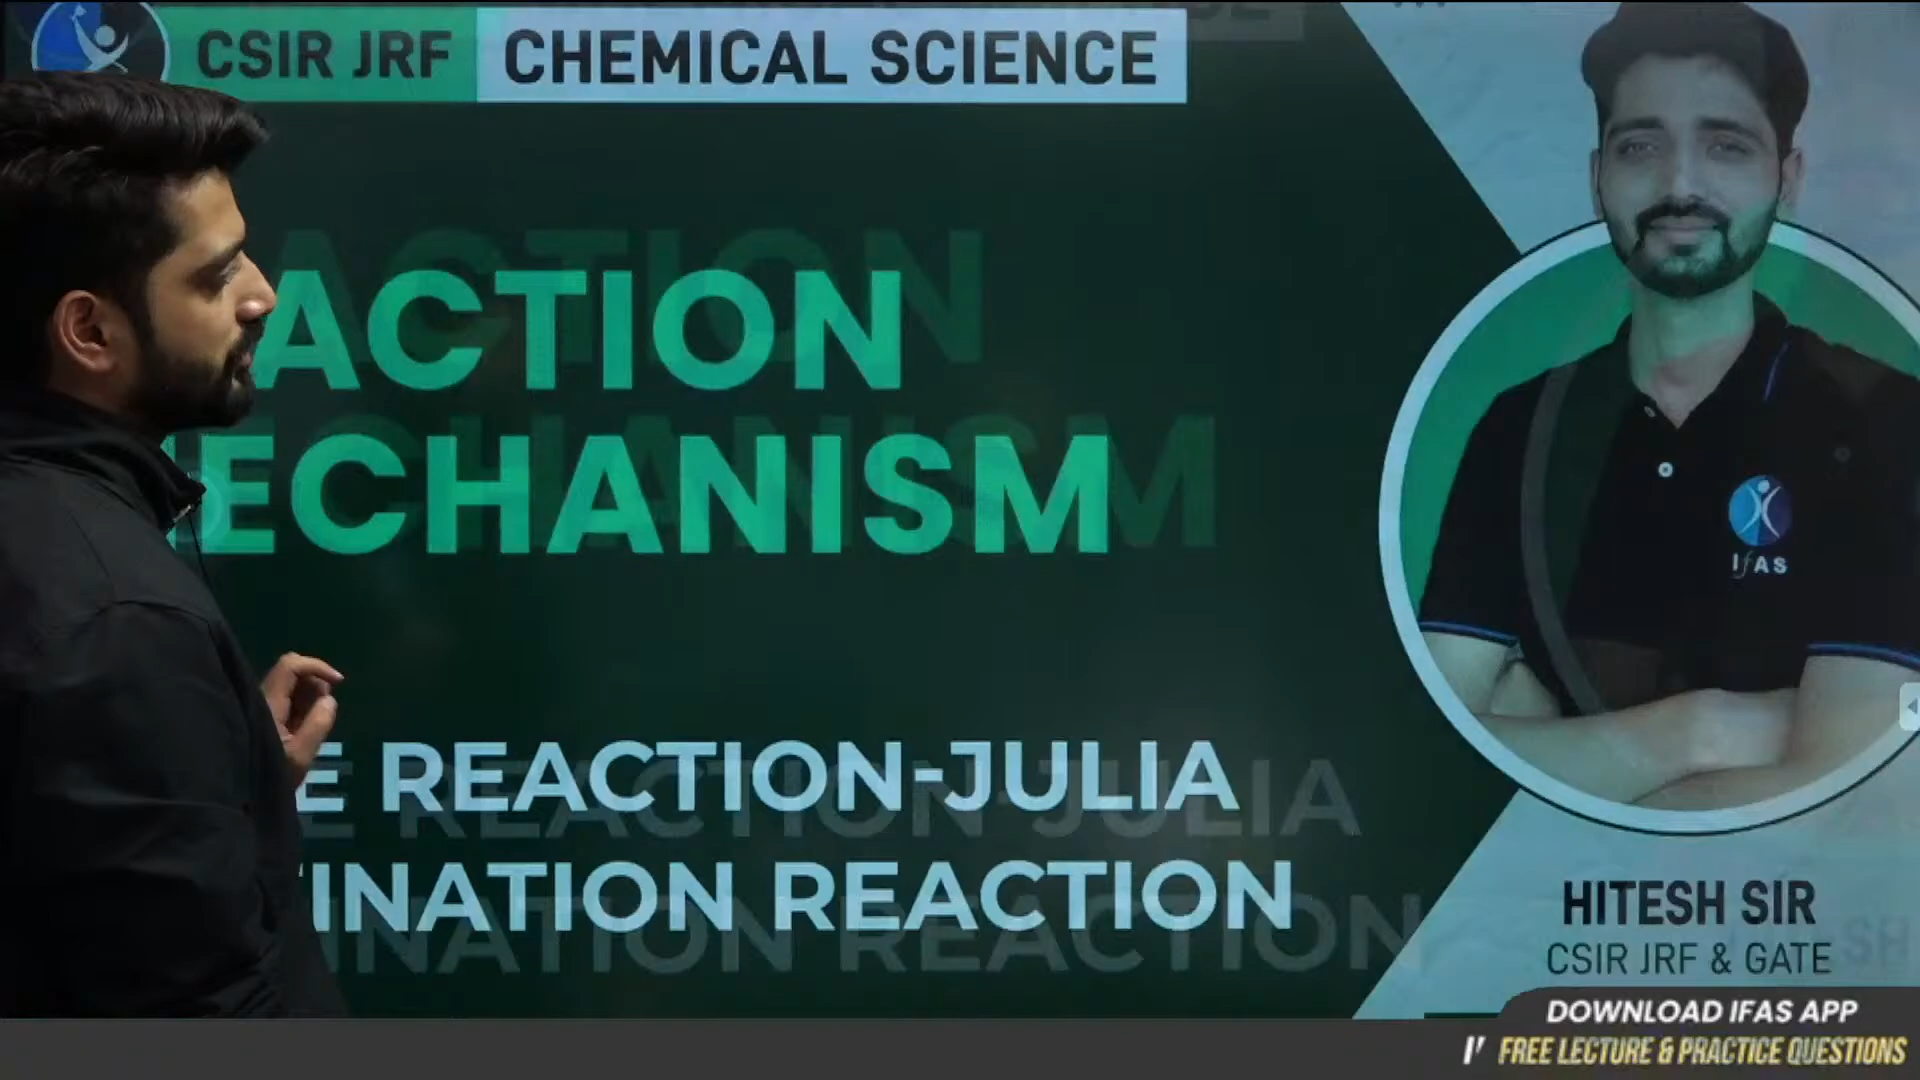 CSIR JRF CHEMICAL SCIENCE
ACTION
MECHANISM
E REACTION-JULIA
INATION REACTION
IfAS
HITESH SIR
CSIR JRF & GATE
DOWNLOAD IFAS APP
FREE LECTURE & PRACTICE QUESTIONS